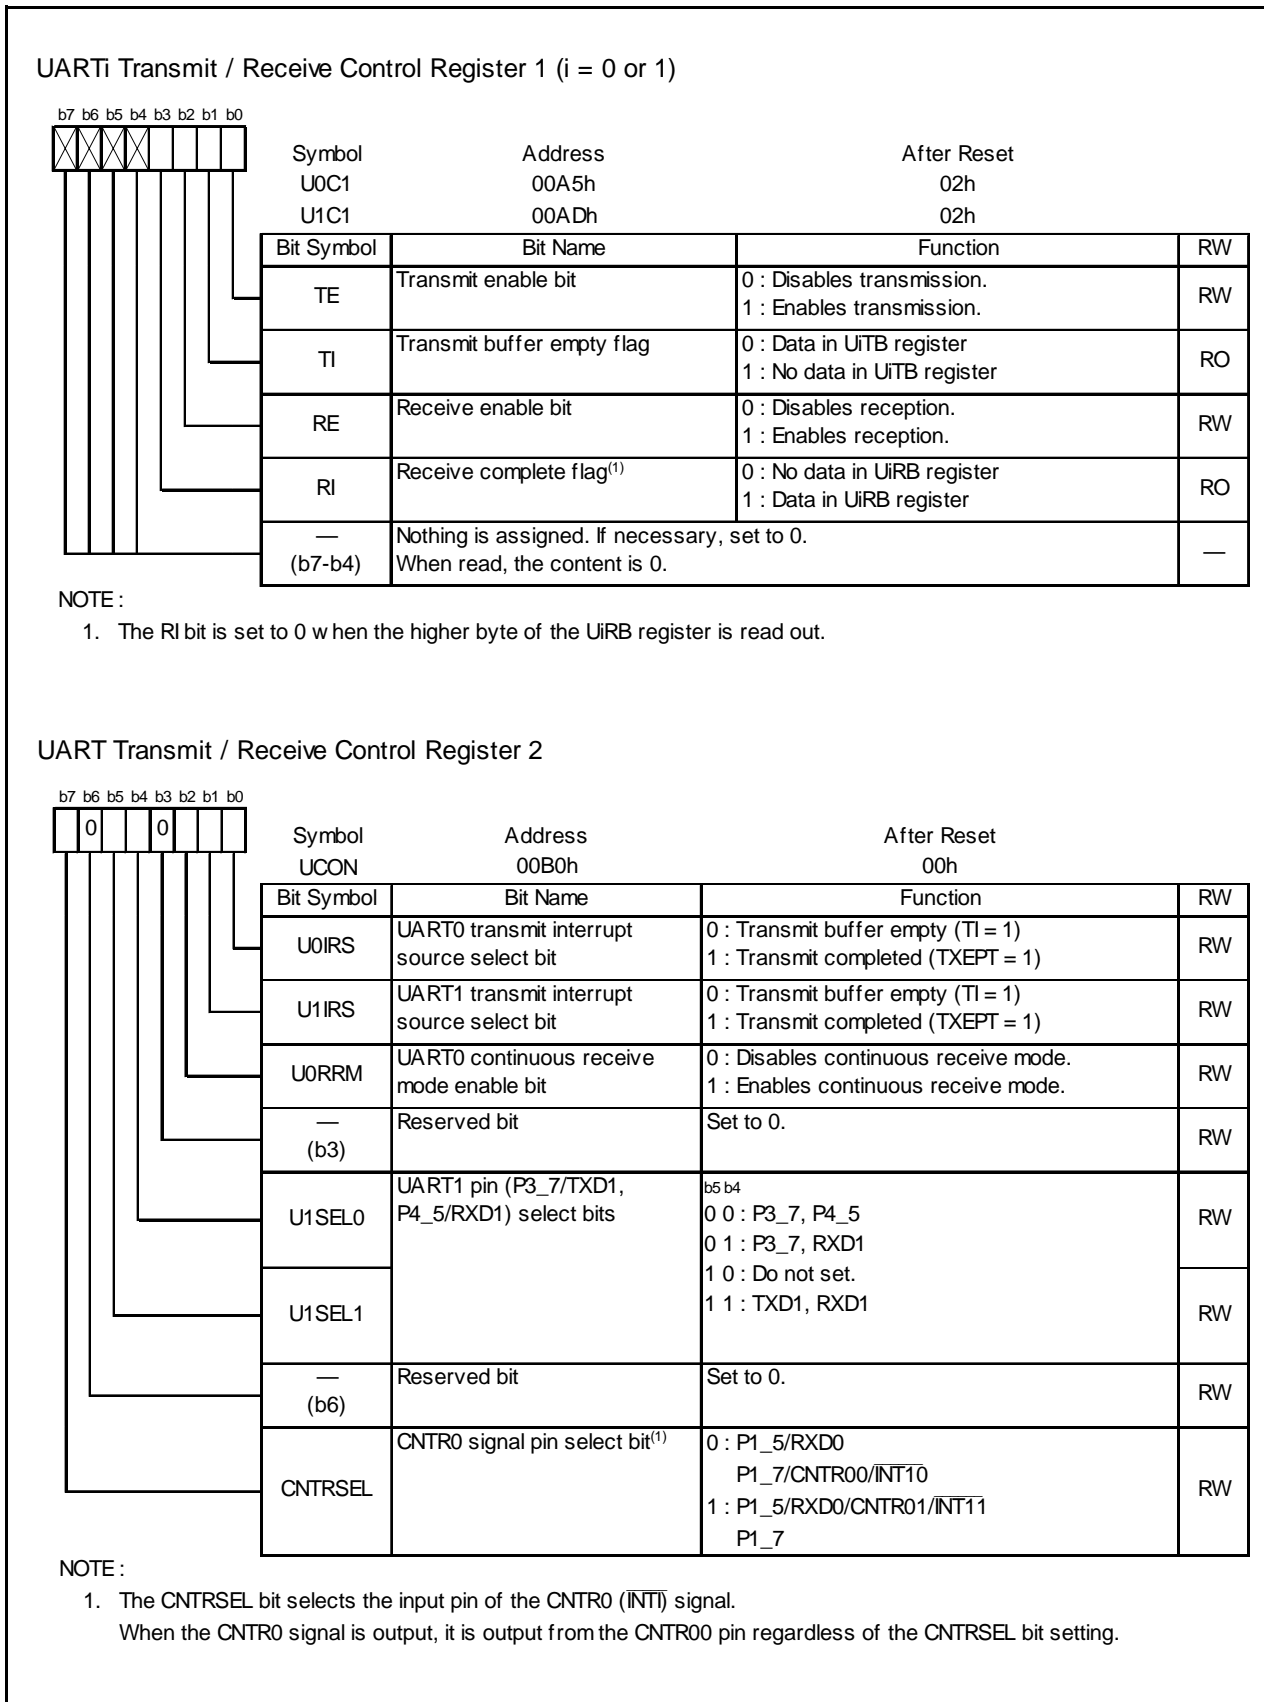 UARTi Transmit / Receive Control Register 1 (i = 0 or 1)
b7 b6 b5 b4 b3 b2 b1 b0
Symbol Address After Reset
U0C1 00A5h 02h
U1C1 00ADh 02h
Bit Symbol Bit Name Function RW
TE Transmit enable bit 0 : Disables transmission. RW
1 : Enables transmission.
TI Transmit buffer empty flag 0 : Data in UiTB register RO
1 : No data in UiTB register
RE Receive enable bit 0 : Disables reception. RW
1 : Enables reception.
RI Receive complete flag(1) 0 : No data in UiRB register RO
1 : Data in UiRB register
— Nothing is assigned. If necessary, set to 0. —
(b7-b4) When read, the content is 0.
NOTE :
1. The RI bit is set to 0 w hen the higher byte of the UiRB register is read out.
UART Transmit / Receive Control Register 2
b7 b6 b5 b4 b3 b2 b1 b0
0 0
Symbol Address After Reset
UCON 00B0h 00h
Bit Symbol Bit Name Function RW
U0IRS UART0 transmit interrupt 0 : Transmit buffer empty (TI = 1) RW
source select bit 1 : Transmit completed (TXEPT = 1)
U1IRS UART1 transmit interrupt 0 : Transmit buffer empty (TI = 1) RW
source select bit 1 : Transmit completed (TXEPT = 1)
U0RRM UART0 continuous receive 0 : Disables continuous receive mode. RW
mode enable bit 1 : Enables continuous receive mode.
— Reserved bit Set to 0. RW
(b3)
UART1 pin (P3_7/TXD1, b5 b4
U1SEL0 P4_5/RXD1) select bits 0 0 : P3_7, P4_5 RW
0 1 : P3_7, RXD1
1 0 : Do not set.
U1SEL1 1 1 : TXD1, RXD1 RW
— Reserved bit Set to 0. RW
(b6)
CNTR0 signal pin select bit(1) 0 : P1_5/RXD0
P1_7/CNTR00/INT10
CNTRSEL 1 : P1_5/RXD0/CNTR01/INT11 RW
P1_7
NOTE :
1. The CNTRSEL bit selects the input pin of the CNTR0 (INTI) signal.
When the CNTR0 signal is output, it is output from the CNTR00 pin regardless of the CNTRSEL bit setting.